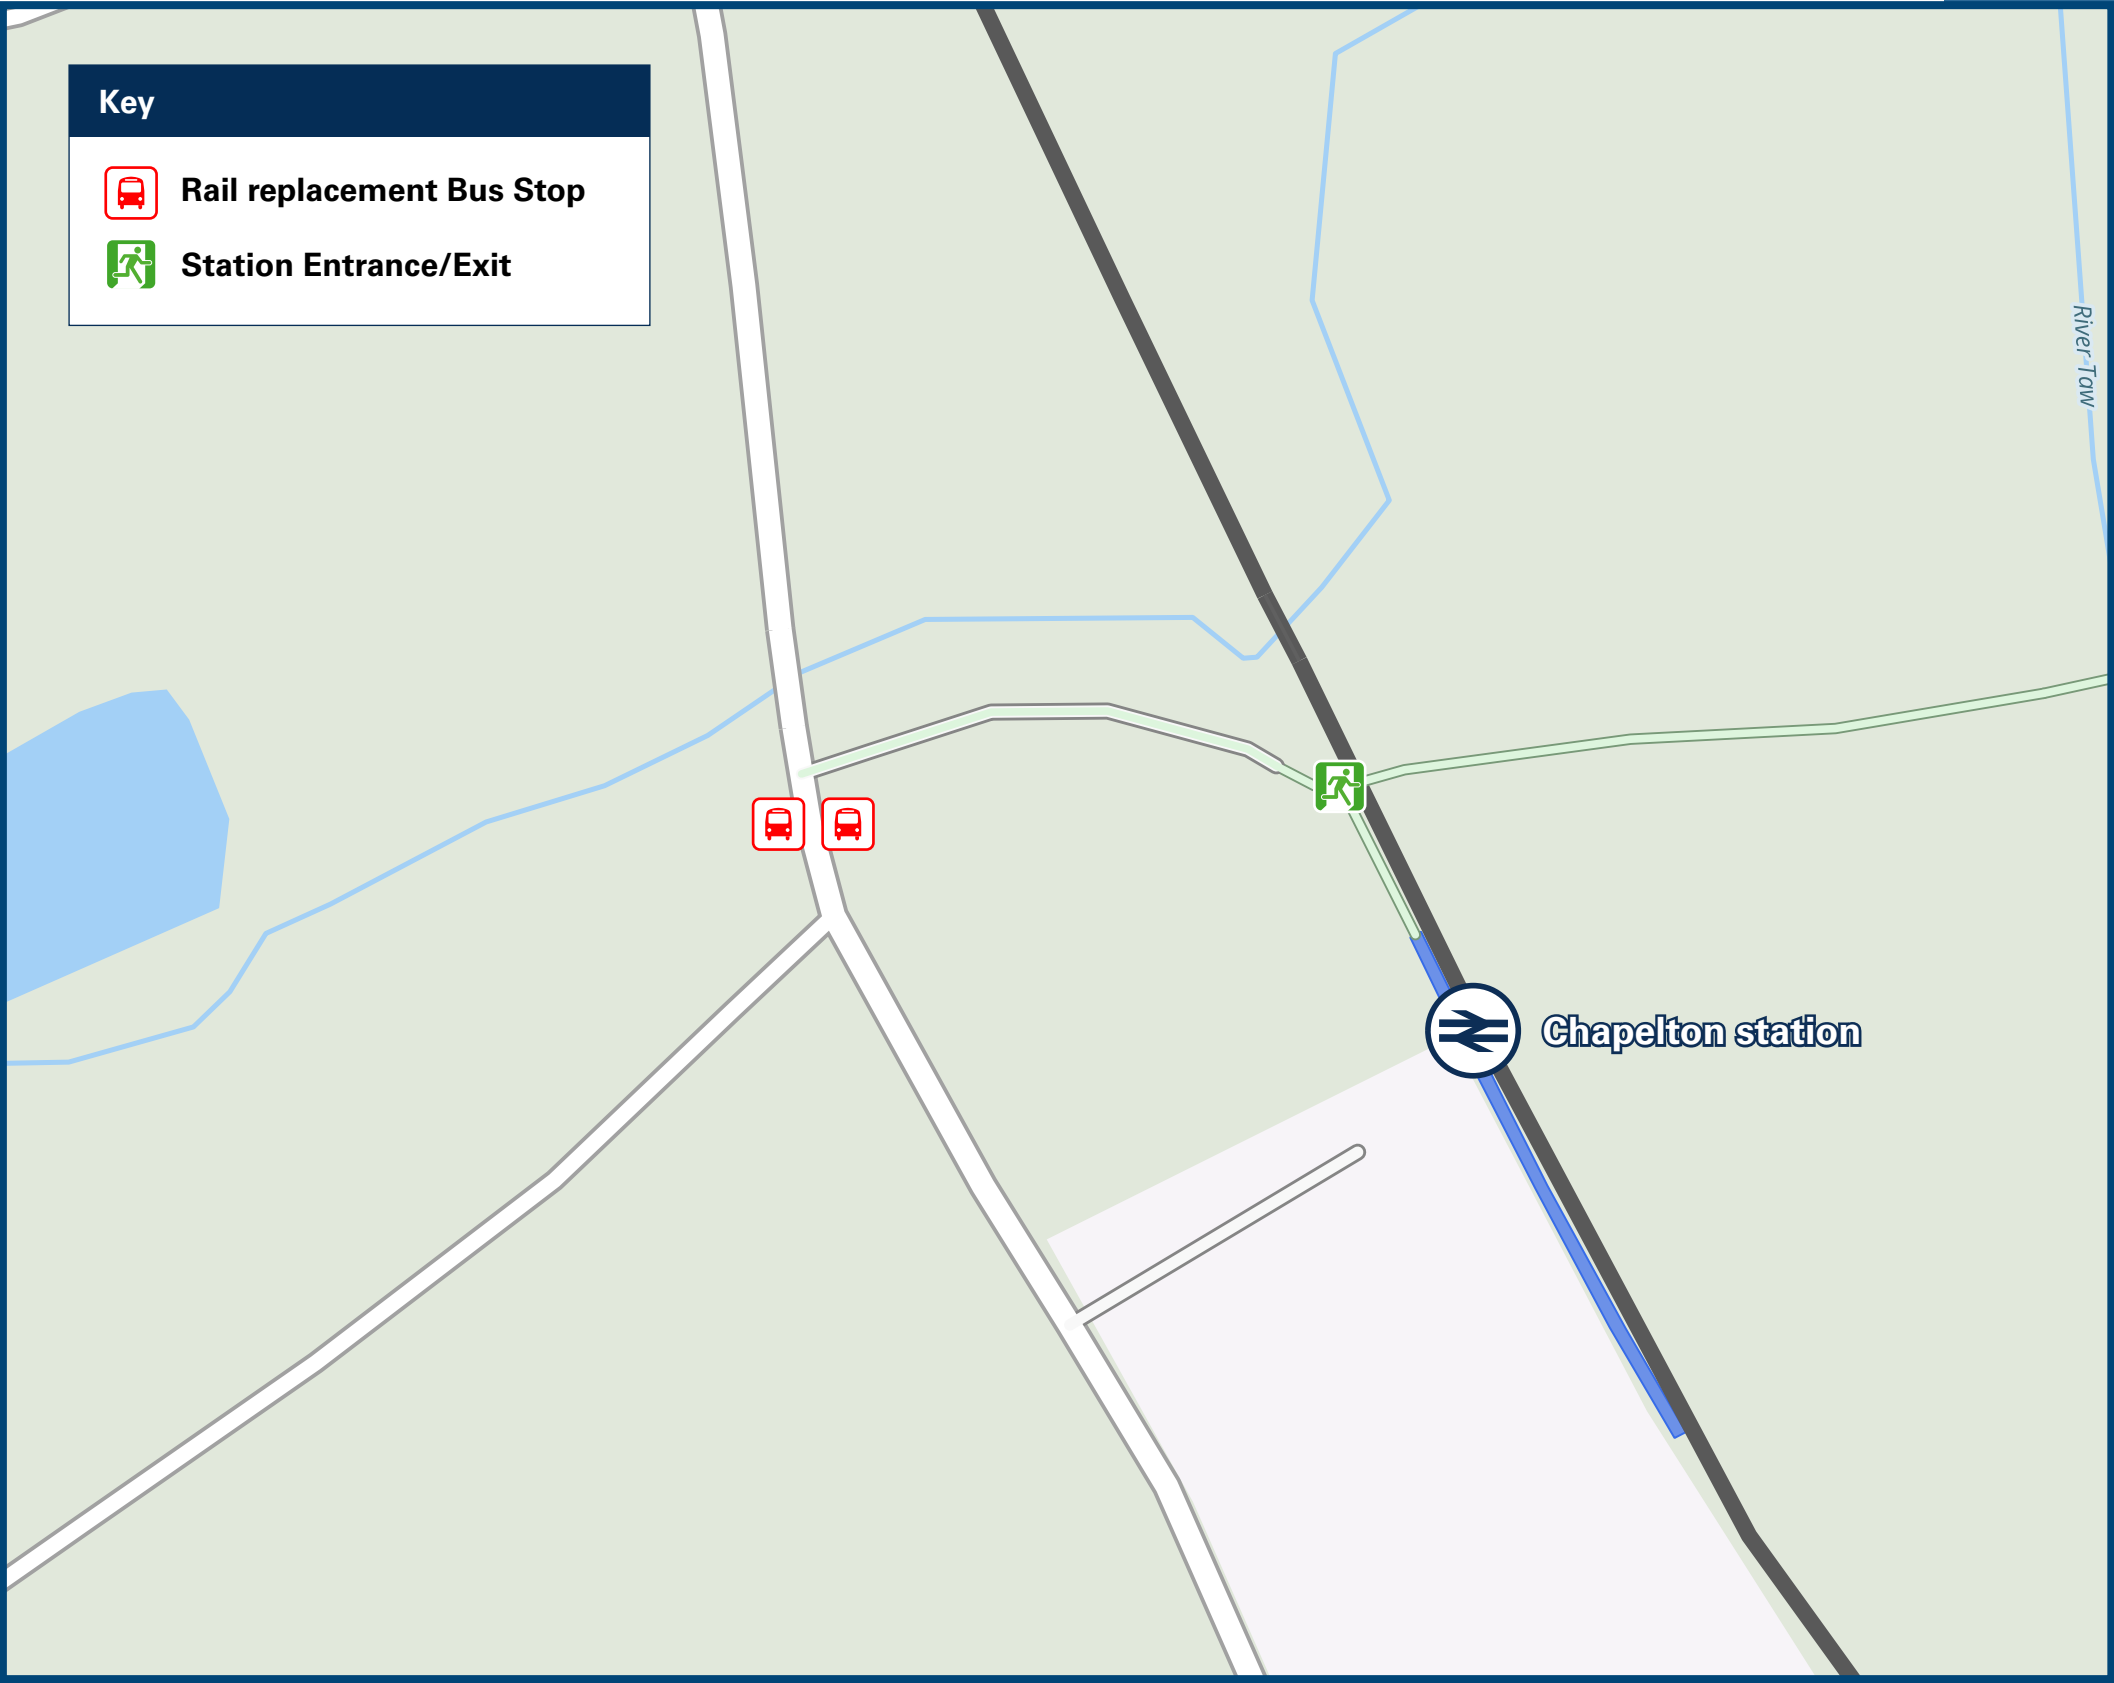 Key
Rail replacement Bus Stop
Station Entrance/Exit
River Taw
Chapelton station